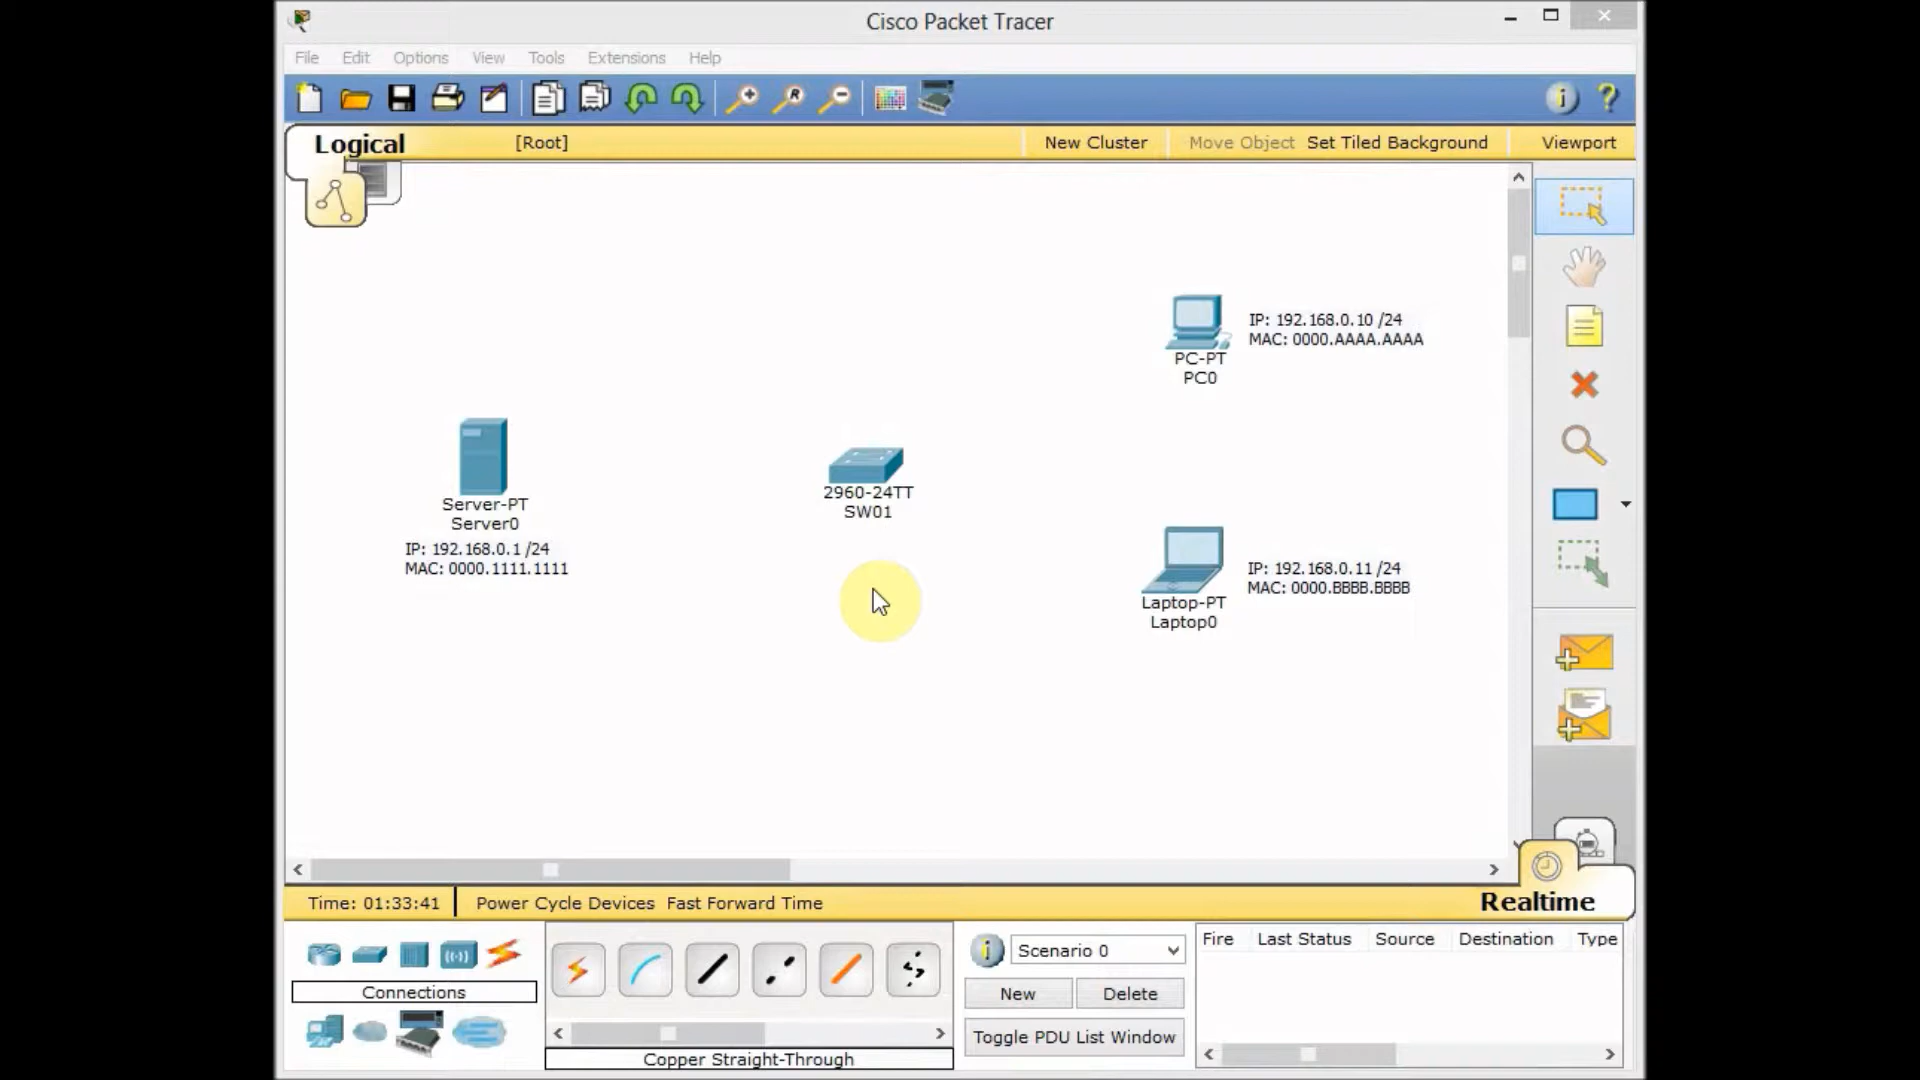 Cisco Packet Tracer
File Edit Options View Tools Extensions Help
Logical [Root] New Cluster Move Object Set Tiled Background Viewport
IP: 192.168.0.10 /24
MAC: 0000.AAAA.AAAA
PC-PT
PC0
Server-PT
Server0
IP: 192.168.0.1 /24
MAC: 0000.1111.1111
2960-24TT
SW01
IP: 192.168.0.11 /24
MAC: 0000.BBBB.BBBB
Laptop-PT
Laptop0
Time: 01:33:41 Power Cycle Devices Fast Forward Time Realtime
Connections
Copper Straight-Through
Scenario 0
New Delete
Toggle PDU List Window
Fire Last Status Source Destination Type